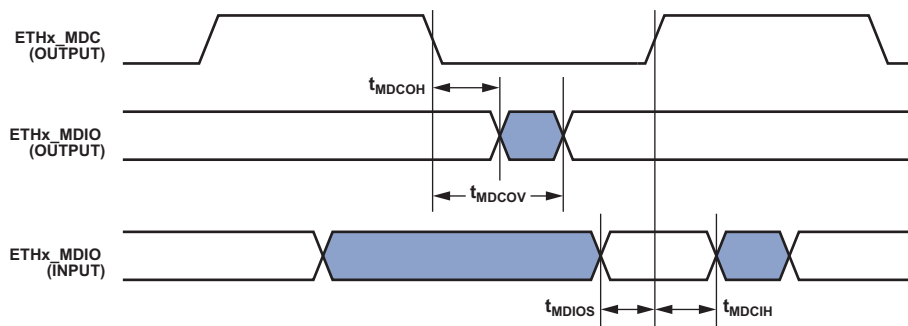 ETHx_MDC
(OUTPUT)
tMDCOH
ETHx_MDIO
(OUTPUT)
tMDCOV
ETHx_MDIO
(INPUT)
tMDIOS
tMDCIH